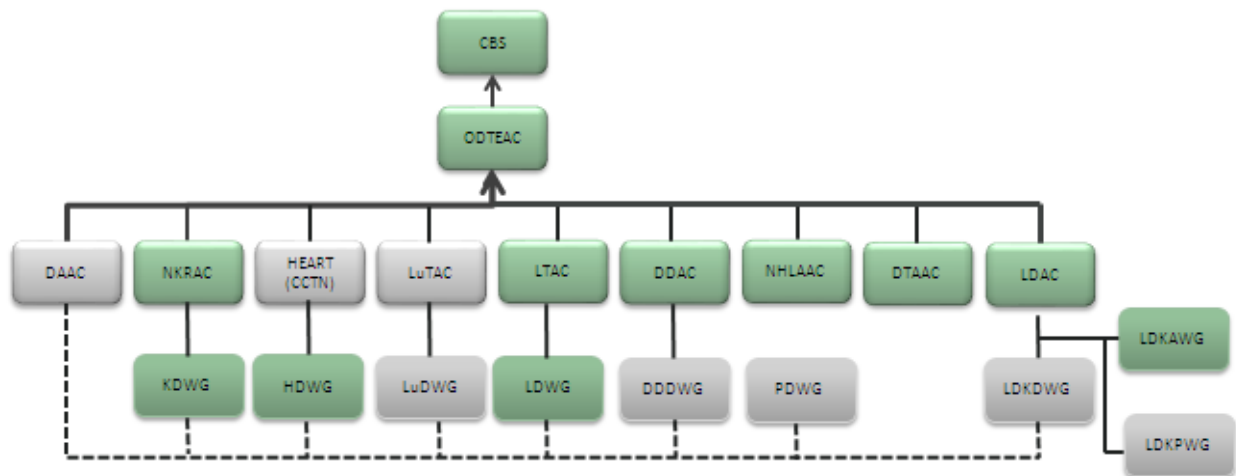 CBS
ODTEAC
DAAC
NKRAC
HEART
(CCTN)
LuTAC
LTAC
DDAC
NHLAAC
DTAAC
LDAC
LDKAWG
KDWG
HDWG
LuDWG
LDWG
DDDWG
PDWG
LDKDWG
LDKPWG